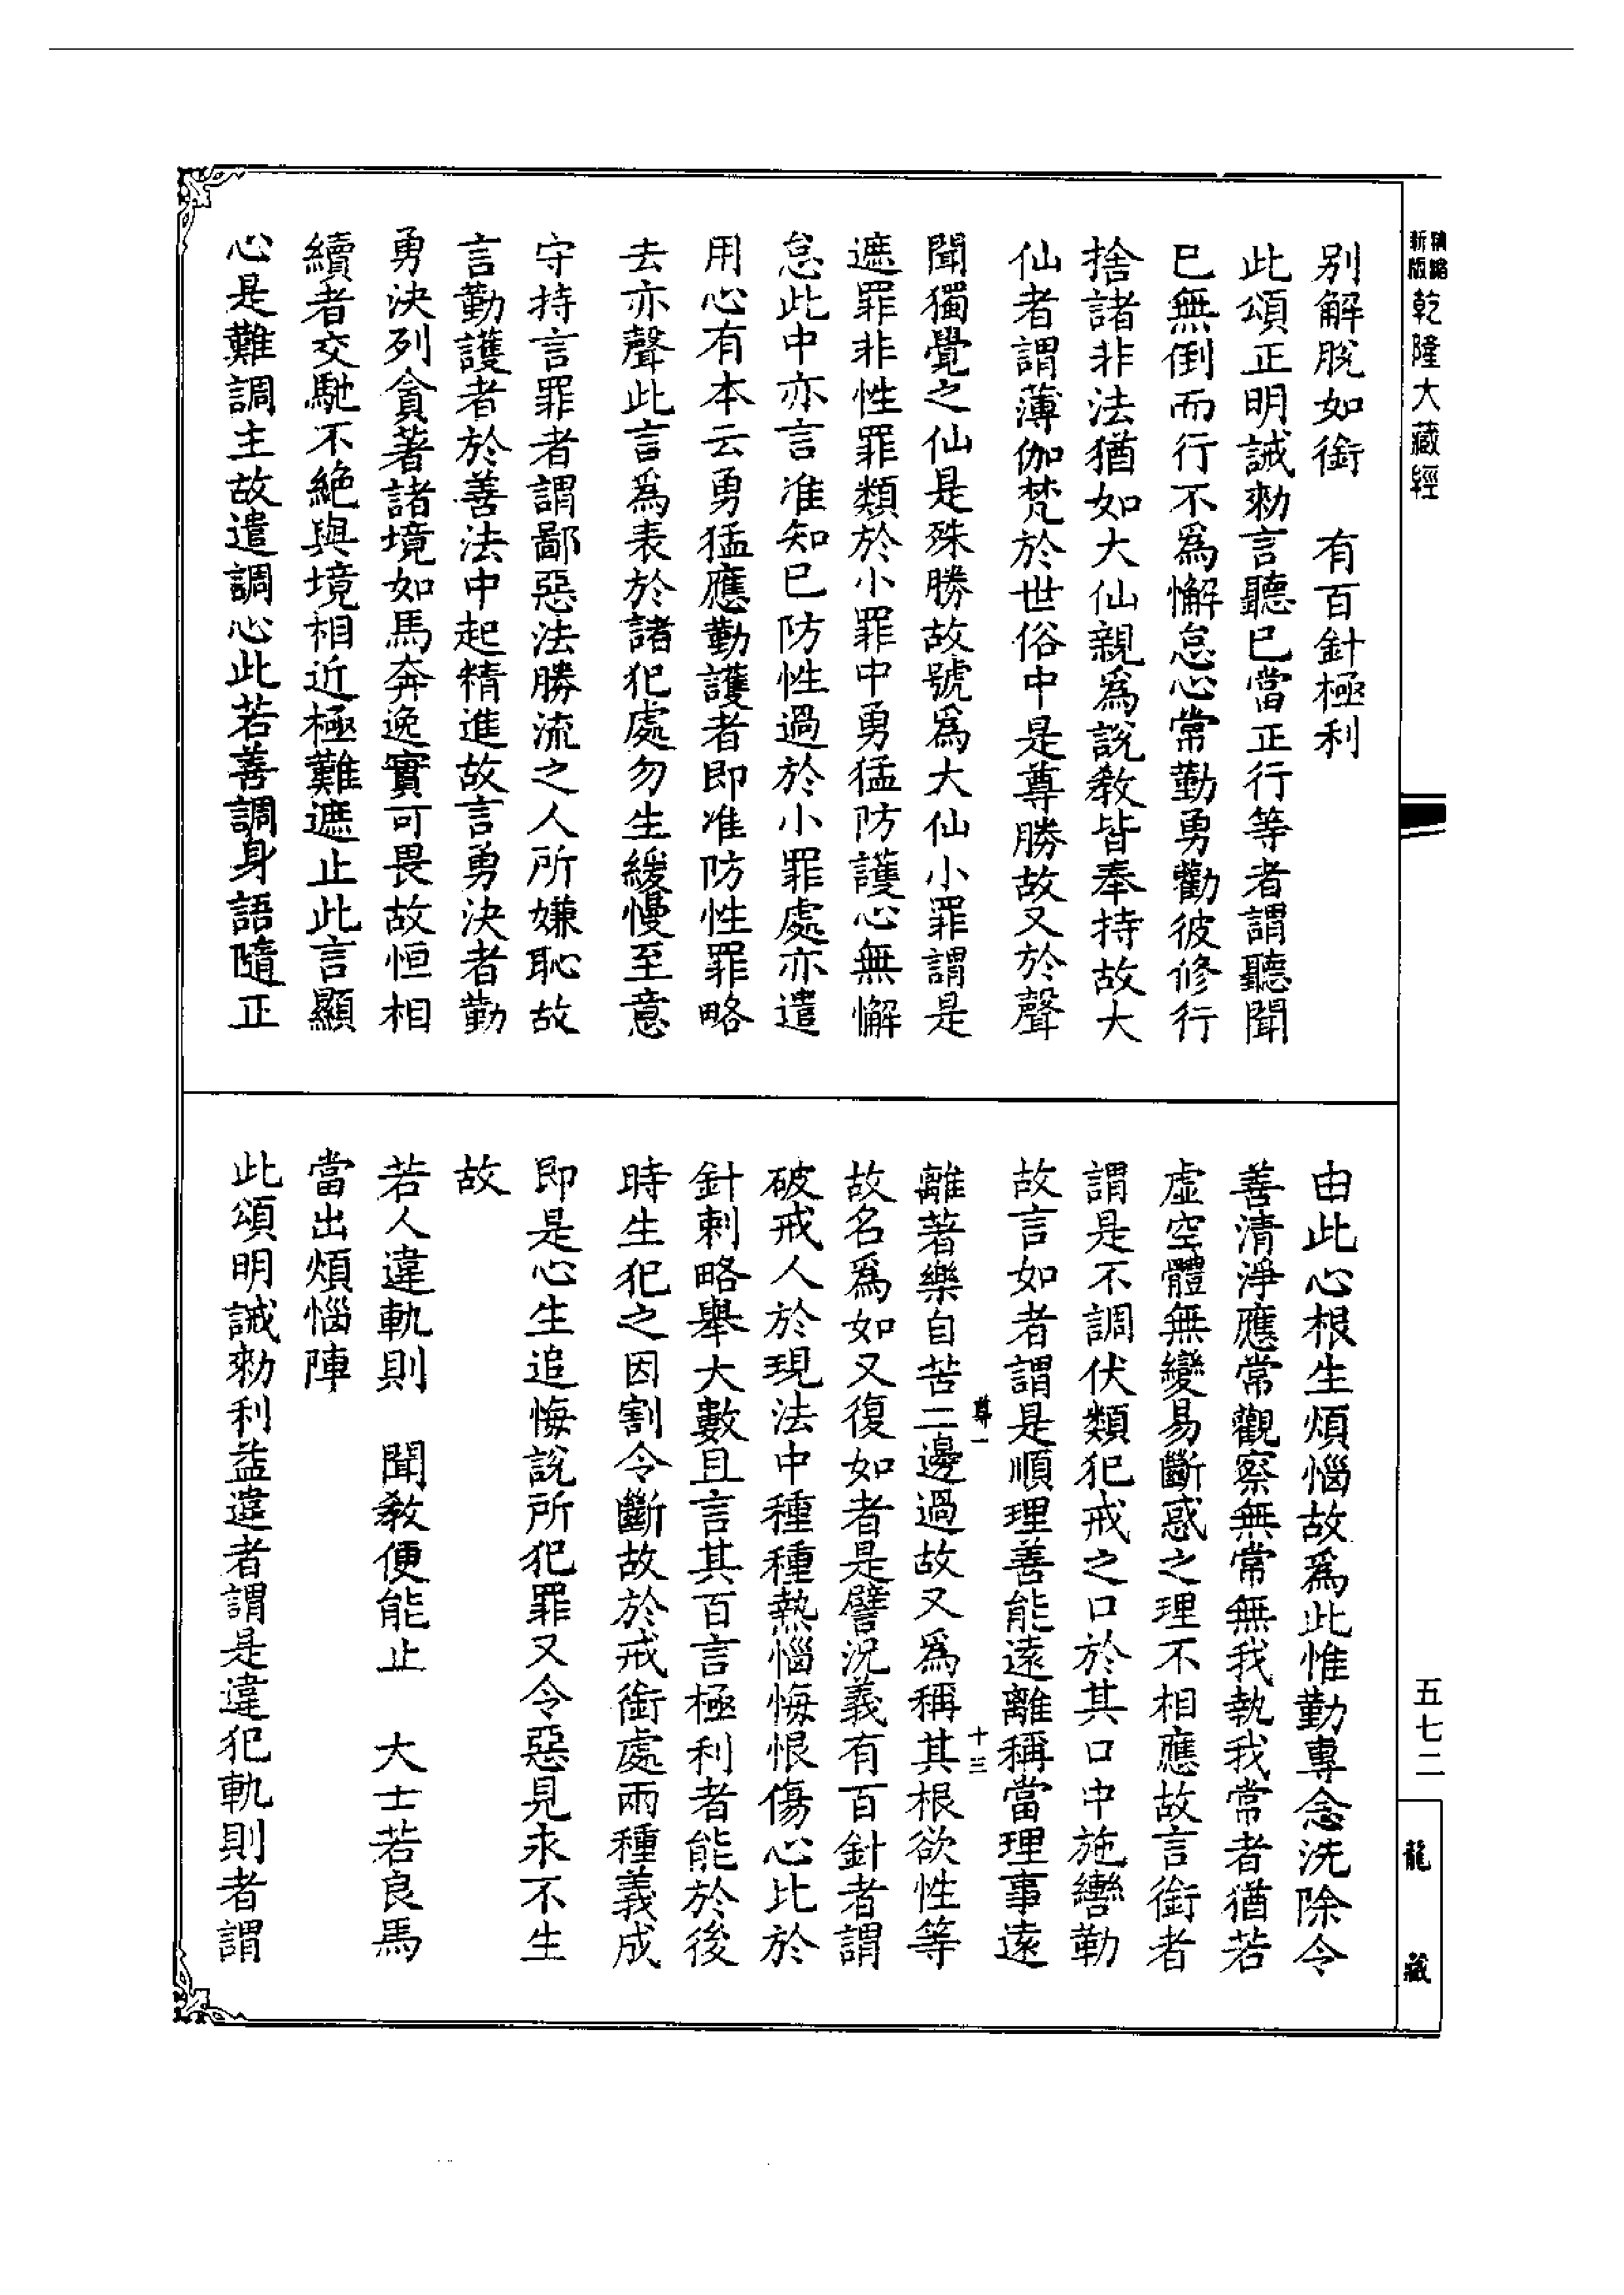 新版
乾隆大藏經
別解脫如銜　有百針極利
此頌正明誡勅言聽已當正行等者謂聽聞
已無倒而行不爲懈怠心常勤勇勸彼修行
捨諸非法猶如大仙親爲說教皆奉持故大
仙者謂薄伽梵於世俗中是尊勝故又於聲
聞獨覺之仙是殊勝故號爲大仙小罪謂是
遮罪非性罪類於小罪中勇猛防護心無懈
怠此中亦言准知已防性過於小罪處亦遣
用心有本云勇猛應勤護者即准防性罪略
去亦聲此言爲表於諸犯處勿生緩慢至意
守持言罪者謂鄙惡法勝流之人所嫌恥故
言勤護者於善法中起精進故言勇決者勤
勇決列貪著諸境如馬奔逸實可畏故恒相
續者交馳不絶與境相近極難遮止此言顯
心是難調主故遣調心此若善調身語隨正
由此心根生煩惱故爲此惟勤專念洗除令
善清淨應常觀察無常無我執我常者猶若
虛空體無變易斷惑之理不相應故言銜者
謂是不調伏類犯戒之口於其口中施轡勒
故言如者謂是順理善能遠離稱當理事遠
離著樂自苦二邊過故又爲稱其根欲性等
故名爲如又復如者是譬況義有百針者謂
破戒人於現法中種種熱惱悔恨傷心比於
針刺略舉大數且言其百言極利者能於後
時生犯之因割令斷故於戒銜處兩種義成
即是心生追悔說所犯罪又令惡見永不生
故
若人違軌則　聞教便能止　大士若良馬
當出煩惱陣
此頌明誡勅利益違者謂是違犯軌則者謂
尊一
十三
五七二
龍藏